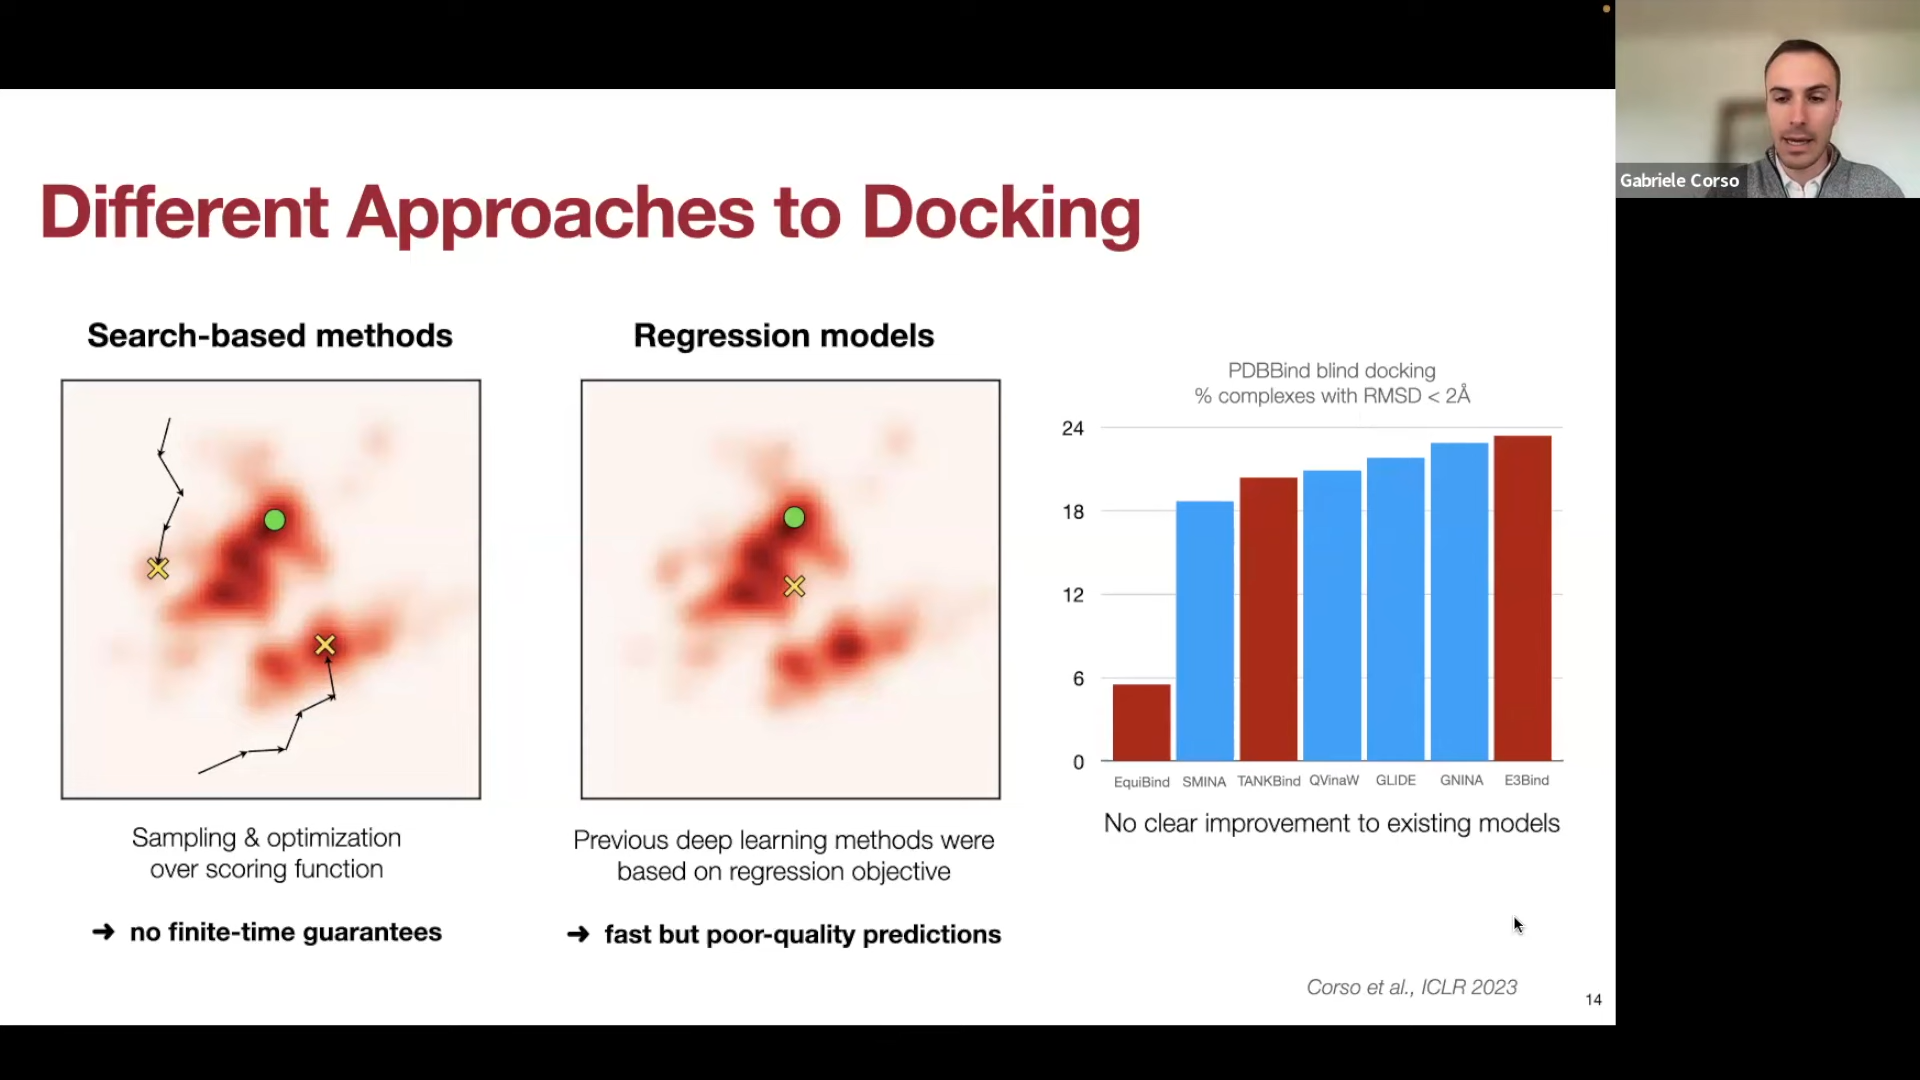 Gabriele Corso
Different Approaches to Docking
Search-based methods
Sampling & optimization
over scoring function
➔ no finite-time guarantees
Regression models
Previous deep learning methods were
based on regression objective
➔ fast but poor-quality predictions
PDBBind blind docking
% complexes with RMSD < 2Å
24
18
12
6
0
EquiBind SMINA TANKBind QVinaW GLIDE GNINA E3Bind
No clear improvement to existing models
Corso et al., ICLR 2023
14